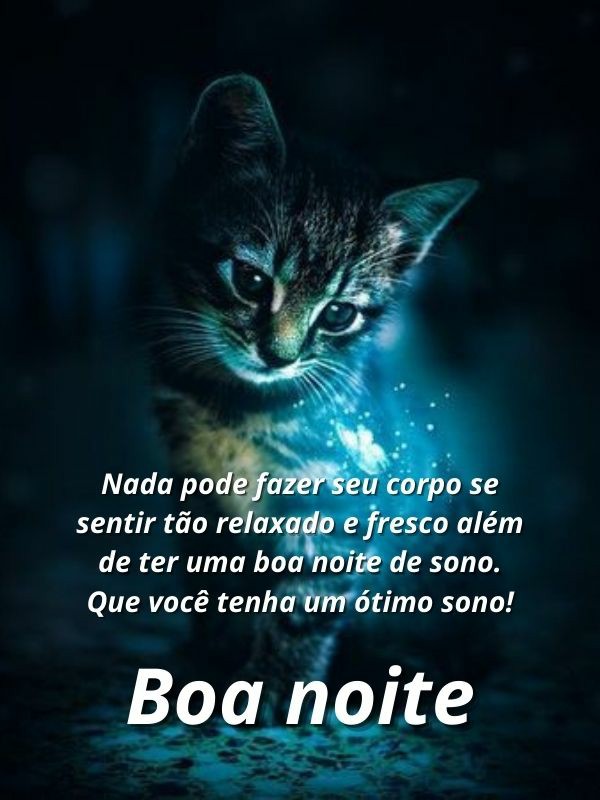 Nada pode fazer seu corpo se
sentir tão relaxado e fresco além
de ter uma boa noite de sono.
Que você tenha um ótimo sono!
Boa noite